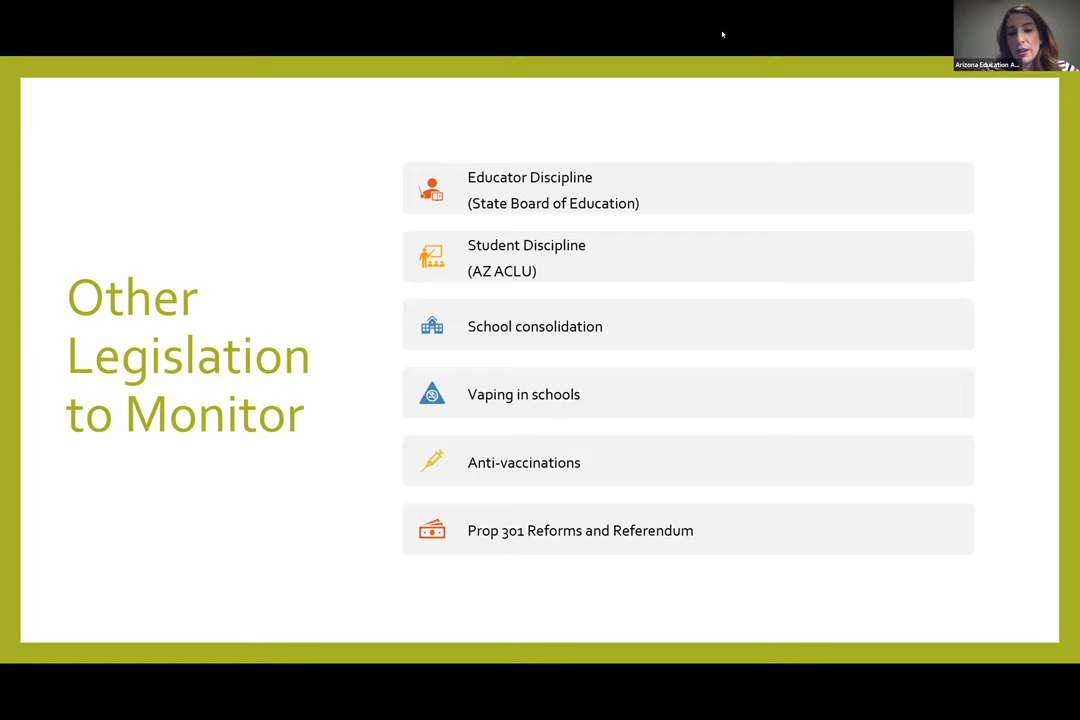 Arizona Education A...
Other
Legislation
to Monitor
Educator Discipline
(State Board of Education)
Student Discipline
(AZ ACLU)
School consolidation
Vaping in schools
Anti-vaccinations
Prop 301 Reforms and Referendum